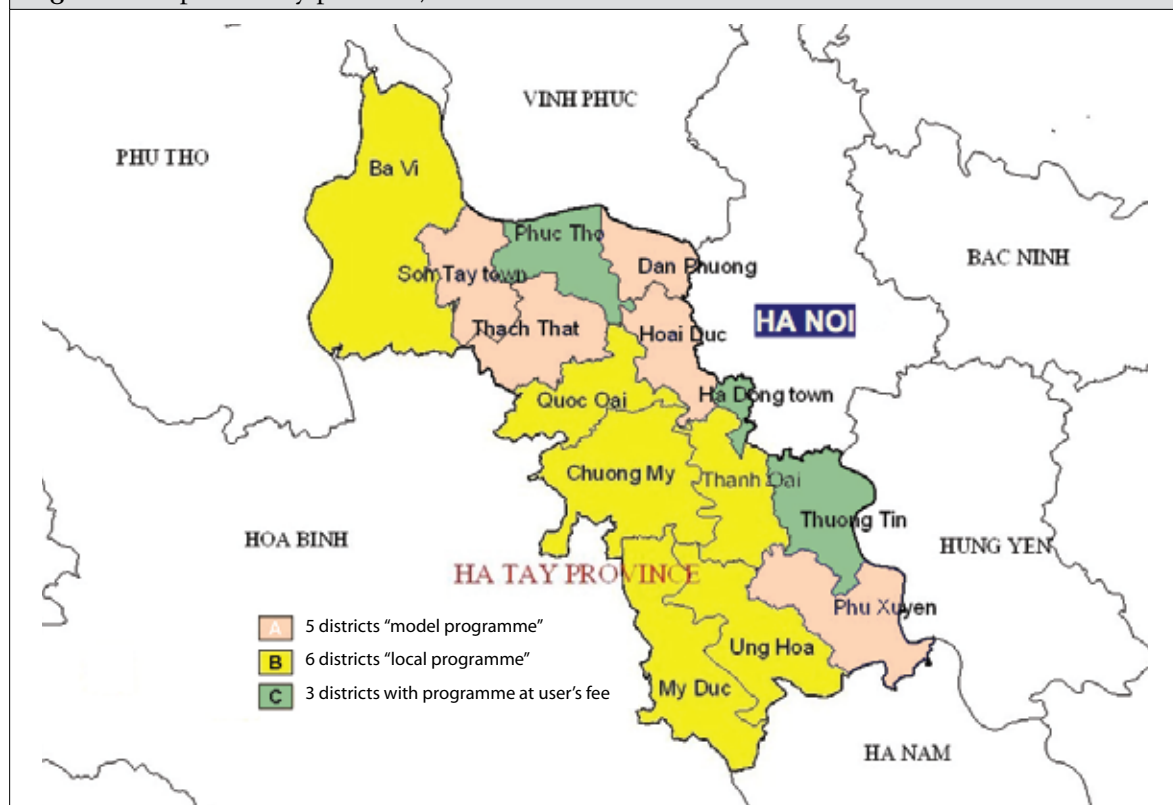 VINH PHUC
PHU THO
Ba Vi
Phuc Tho
BAC NINH
Dan Phuong
Som Tay town
HA NOI
Thach That
Hoai Duc
Ha Dong town
Quoc Oai
Chuong My
Thanh Oai
Thuong Tin
HOA BINH
HUNG YEN
HA TAY PROVINCE
Phu Xuyen
A 5 districts “model programme”
Ung Hoa
B 6 districts “local programme”
My Duc
C 3 districts with programme at user’s fee
HA NAM